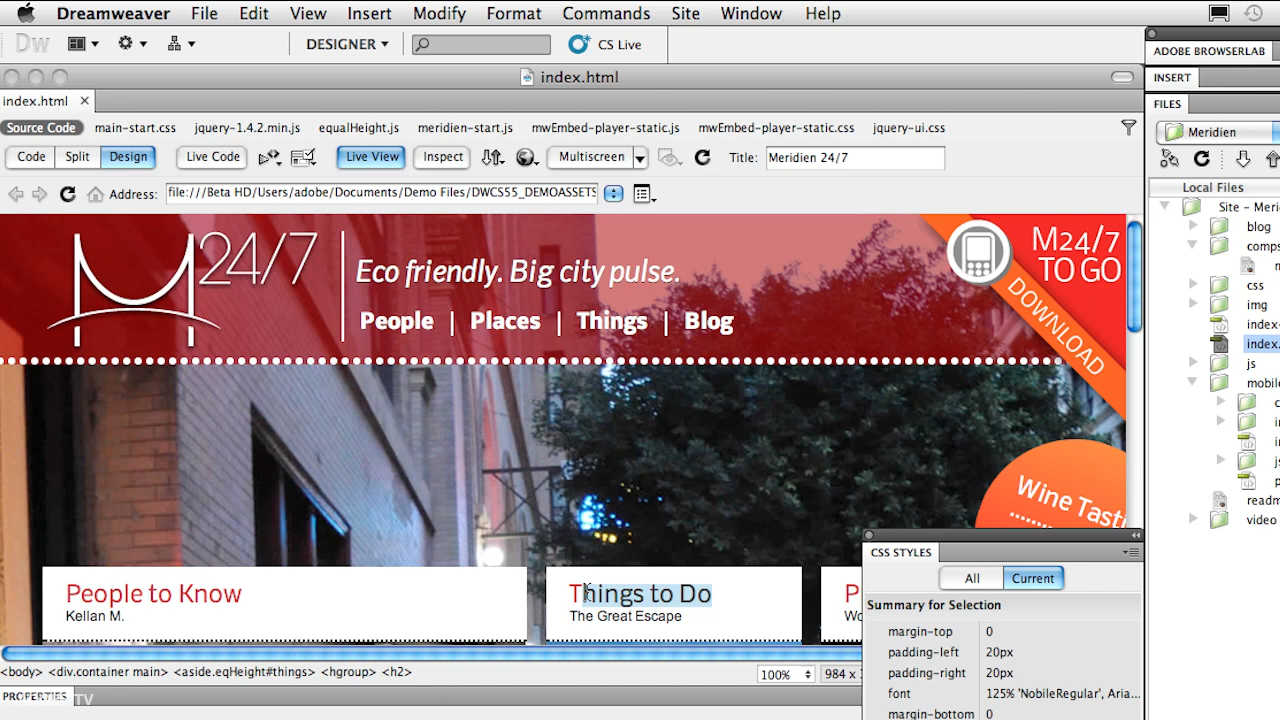 Dreamweaver File Edit View Insert Modify Format Commands Site Window Help
Dw DESIGNER CS Live
ADOBE BROWSERLAB
index.html
INSERT
index.html
FILES
Source Code main-start.css jquery-1.4.2.min.js equalHeight.js meridien-start.js mwEmbed-player-static.js mwEmbed-player-static.css jquery-ui.css
Meridien
Code Split Design Live Code Live View Inspect Multiscreen Title: Meridien 24/7
Address: file:///Beta HD/Users/adobe/Documents/Demo Files/DWCS55_DEMOASSETS
Local Files
Site - Meri
blog
comps
css
img
index-
index.
js
mobile
readm
video
M 24/7
Eco friendly. Big city pulse.
People | Places | Things | Blog
M24/7
TO GO
DOWNLOAD
Wine Tasti
People to Know
Kellan M.
Things to Do
The Great Escape
P
Wo
CSS STYLES
All Current
Summary for Selection
margin-top 0
padding-left 20px
padding-right 20px
font 125% 'NobileRegular', Aria...
margin-bottom 0
<body> <div.container main> <aside.eqHeight#things> <hgroup> <h2>
100% 984 x
PROPERTIES
TV